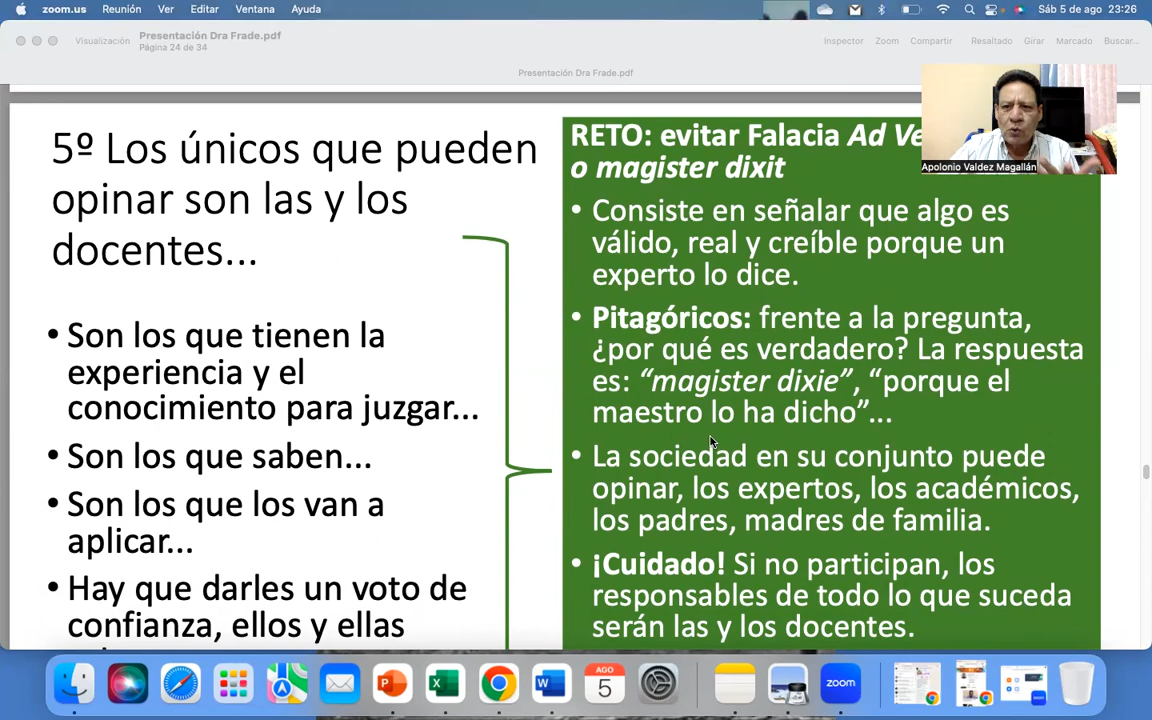 zoom.us Reunión Ver Editar Ventana Ayuda Sáb 5 de ago 23:26
Visualización
Presentación Dra Frade.pdf
Página 24 de 34
Inspector Zoom Compartir Resaltado Girar Marcado Buscar...
Presentación Dra Frade.pdf
5º Los únicos que pueden
opinar son las y los
docentes...
• Son los que tienen la
experiencia y el
conocimiento para juzgar...
• Son los que saben...
• Son los que los van a
aplicar...
• Hay que darles un voto de
confianza, ellos y ellas
RETO: evitar Falacia Ad Ve
o magister dixit
• Consiste en señalar que algo es
válido, real y creíble porque un
experto lo dice.
• Pitagóricos: frente a la pregunta,
¿por qué es verdadero? La respuesta
es: “magister dixie”, “porque el
maestro lo ha dicho”...
• La sociedad en su conjunto puede
opinar, los expertos, los académicos,
los padres, madres de familia.
• ¡Cuidado! Si no participan, los
responsables de todo lo que suceda
serán las y los docentes.
Apolonio Valdez Magallán
AGO
5
zoom